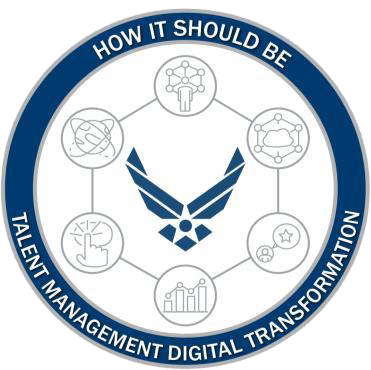 HOW IT SHOULD BE
TALENT MANAGEMENT DIGITAL TRANSFORMATION